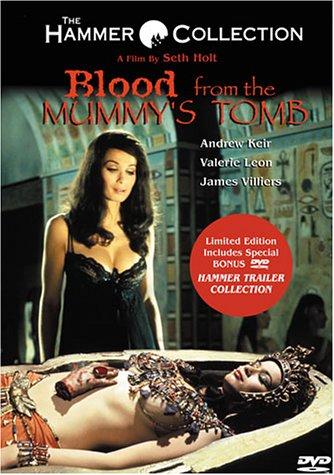 THE HAMMER COLLECTION
A Film By Seth Holt
Blood from the
MUMMY'S TOMB
Andrew Keir
Valerie Leon
James Villiers
Limited Edition
Includes Special
BONUS DVD
HAMMER TRAILER
COLLECTION
DVD